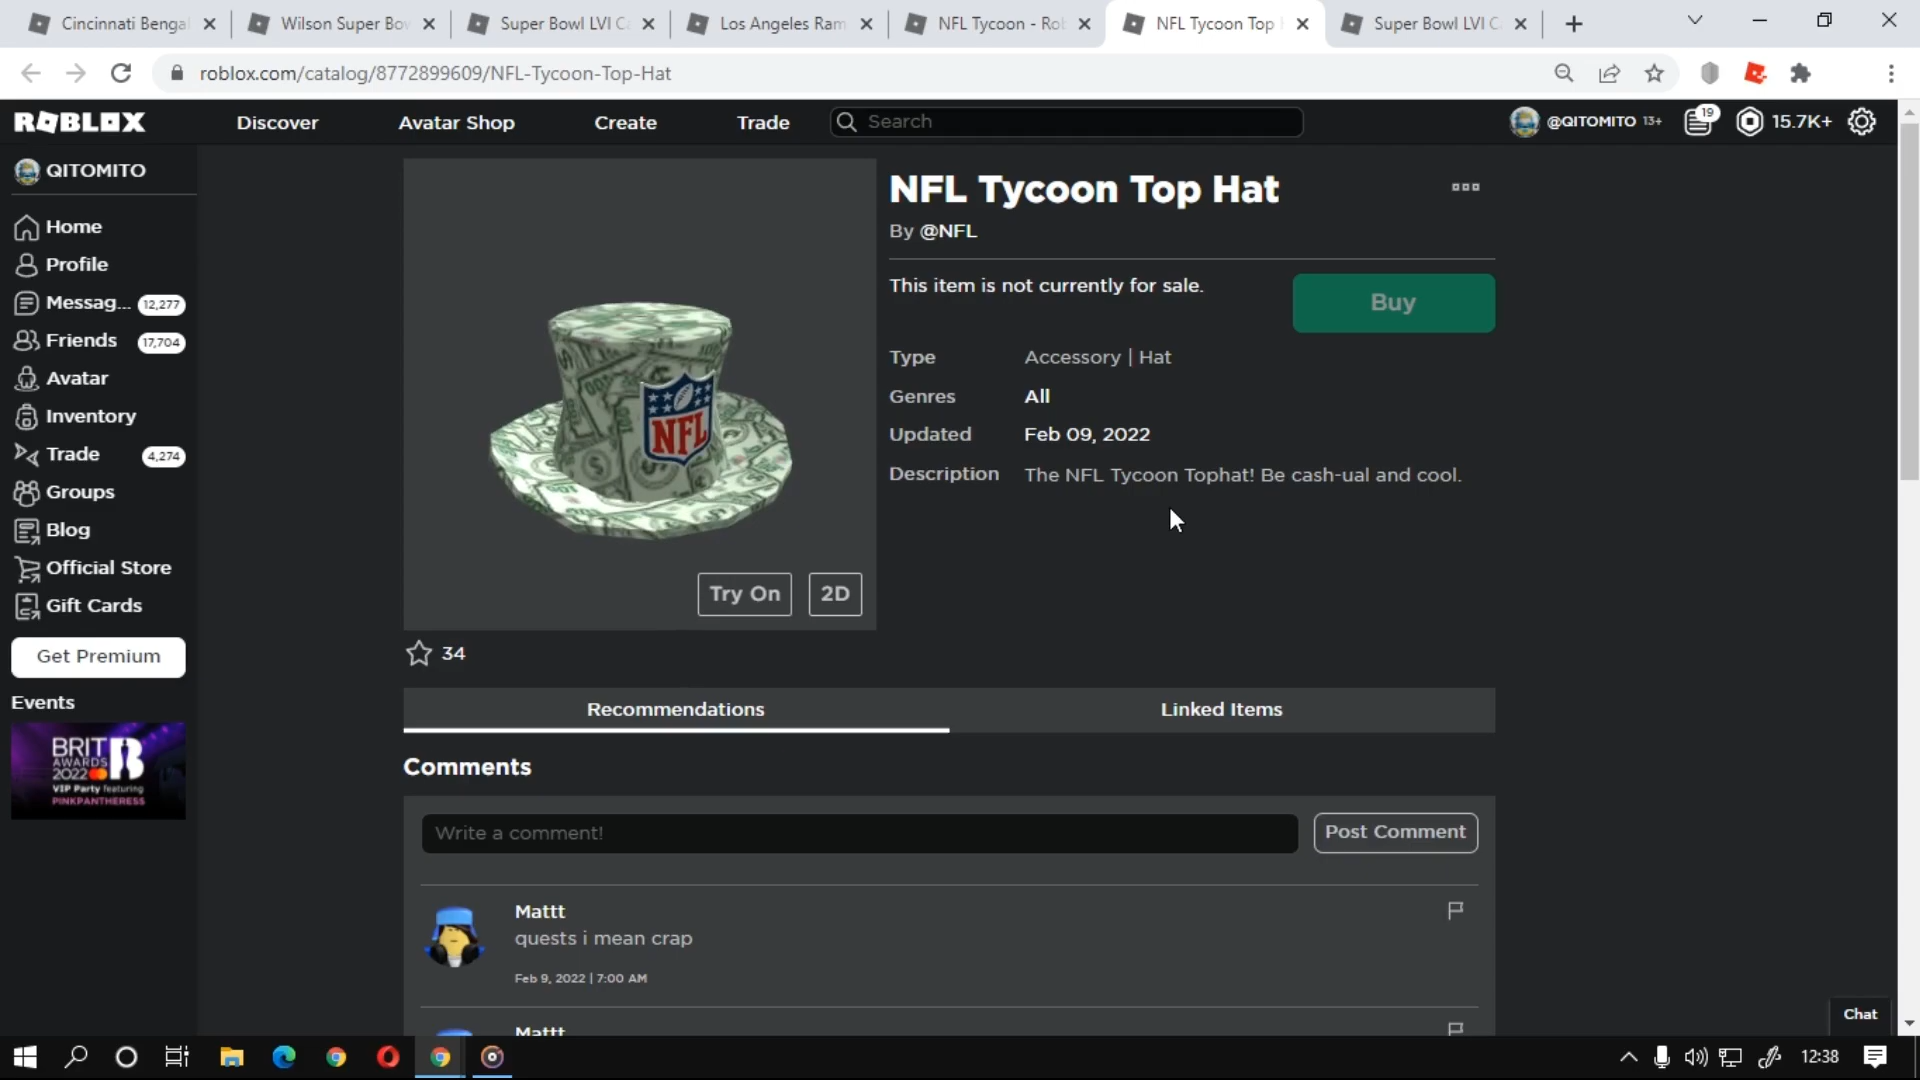 Cincinnati Benga
Wilson Super Bow
Super Bowl LVI C
Los Angeles Ram
NFL Tycoon - Rob
NFL Tycoon Top
Super Bowl LVI C
roblox.com/catalog/8772899609/NFL-Tycoon-Top-Hat
ROBLOX
Discover
Avatar Shop
Create
Trade
Search
@QITOMITO 13+
19
15.7K+
QITOMITO
Home
Profile
Messag... 12,277
Friends 17,704
Avatar
Inventory
Trade 4,274
Groups
Blog
Official Store
Gift Cards
Get Premium
Events
BRIT
AWARDS
2022
VIP Party featuring
PINKPANTHERESS
NFL
Try On
2D
34
NFL Tycoon Top Hat
By @NFL
This item is not currently for sale.
Buy
Type Accessory | Hat
Genres All
Updated Feb 09, 2022
Description The NFL Tycoon Tophat! Be cash-ual and cool.
Recommendations
Linked Items
Comments
Write a comment!
Post Comment
Mattt
quests i mean crap
Feb 9, 2022 | 7:00 AM
Mattt
Chat
12:38